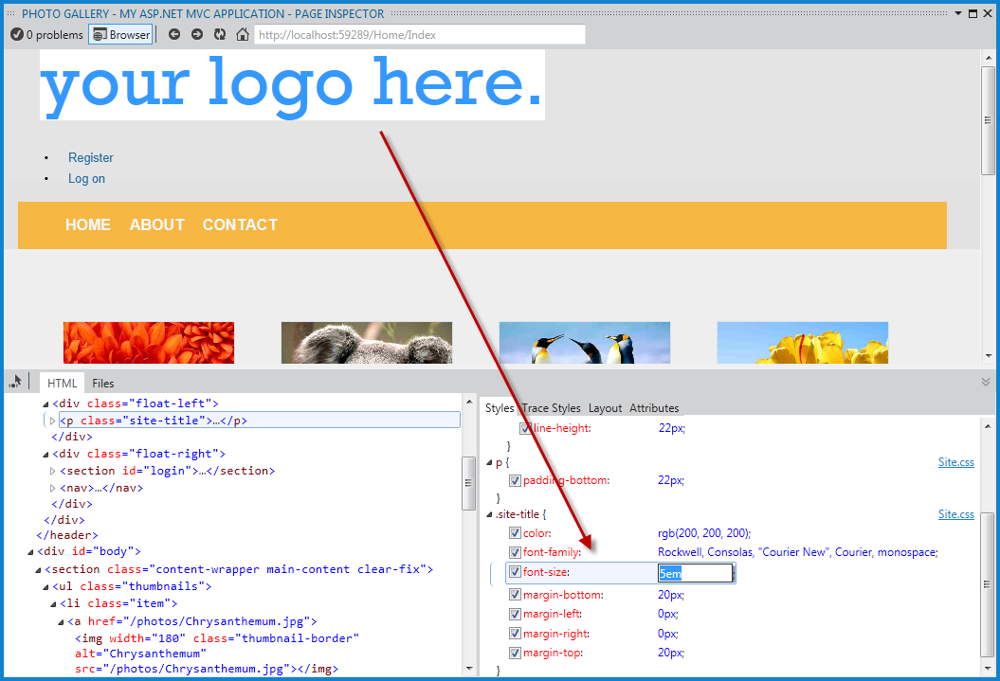 PHOTO GALLERY - MY ASP.NET MVC APPLICATION - PAGE INSPECTOR
0 problems Browser http://localhost:59289/Home/Index
your logo here.
• Register
• Log on
HOME ABOUT CONTACT
HTML Files
<div class="float-left">
<p class="site-title">…</p>
</div>
<div class="float-right">
<section id="login">…</section>
<nav>…</nav>
</div>
</div>
</header>
<div id="body">
<section class="content-wrapper main-content clear-fix">
<ul class="thumbnails">
<li class="item">
<a href="/photos/Chrysanthemum.jpg">
<img width="180" class="thumbnail-border"
alt="Chrysanthemum"
src="/photos/Chrysanthemum.jpg"></img>
Styles Trace Styles Layout Attributes
line-height: 22px;
}
p { Site.css
padding-bottom: 22px;
}
.site-title { Site.css
color: rgb(200, 200, 200);
font-family: Rockwell, Consolas, "Courier New", Courier, monospace;
font-size: 5em;
margin-bottom: 20px;
margin-left: 0px;
margin-right: 0px;
margin-top: 20px;
}